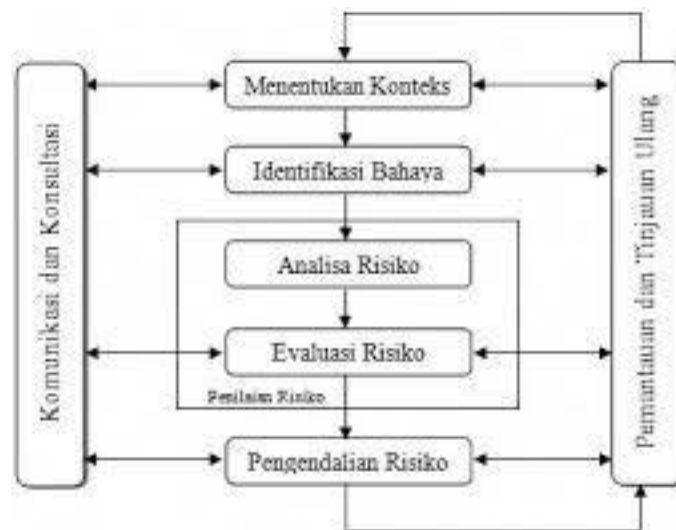 Komunikasi dan Konsultasi
Menentukan Konteks
Identifikasi Bahaya
Analisa Risiko
Evaluasi Risiko
Penilaian Risiko
Pengendalian Risiko
Pemantauan dan Tinjauan Ulang